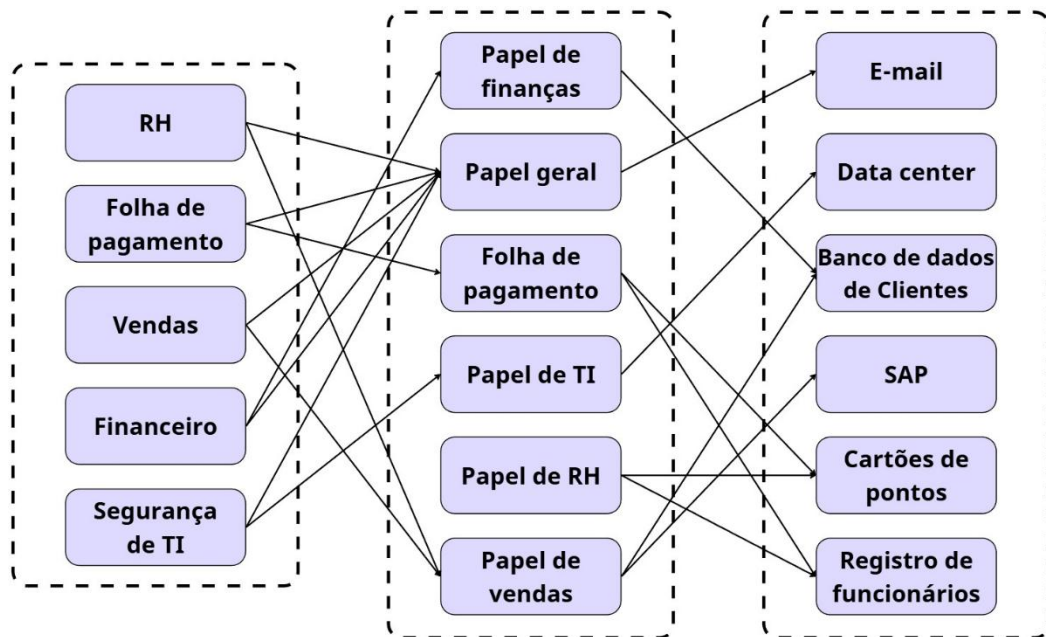 RH
Folha de
pagamento
Vendas
Financeiro
Segurança
de TI
Papel de
finanças
Papel geral
Folha de
pagamento
Papel de TI
Papel de RH
Papel de
vendas
E-mail
Data center
Banco de dados
de Clientes
SAP
Cartões de
pontos
Registro de
funcionários